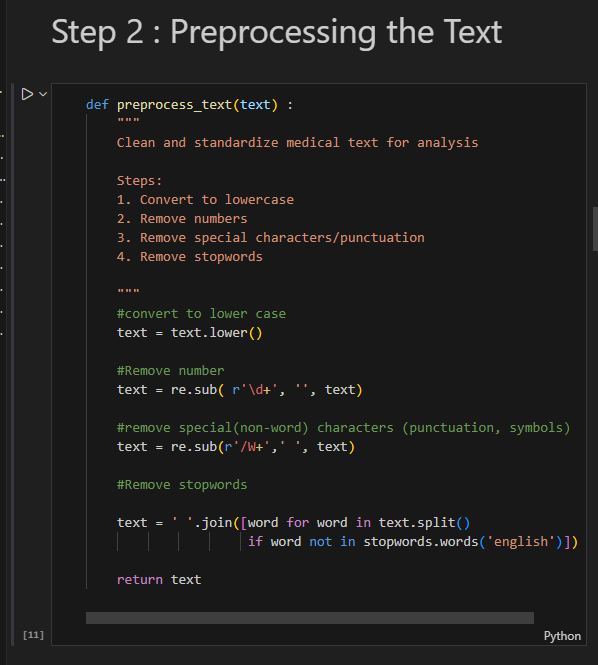 Step 2 : Preprocessing the Text
def preprocess_text(text) :
"""
Clean and standardize medical text for analysis
Steps:
1. Convert to lowercase
2. Remove numbers
3. Remove special characters/punctuation
4. Remove stopwords
"""
#convert to lower case
text = text.lower()
#Remove number
text = re.sub( r'\d+', '', text)
#remove special(non-word) characters (punctuation, symbols)
text = re.sub(r'/W+',' ', text)
#Remove stopwords
text = ' '.join([word for word in text.split()
if word not in stopwords.words('english')])
return text
[11]
Python